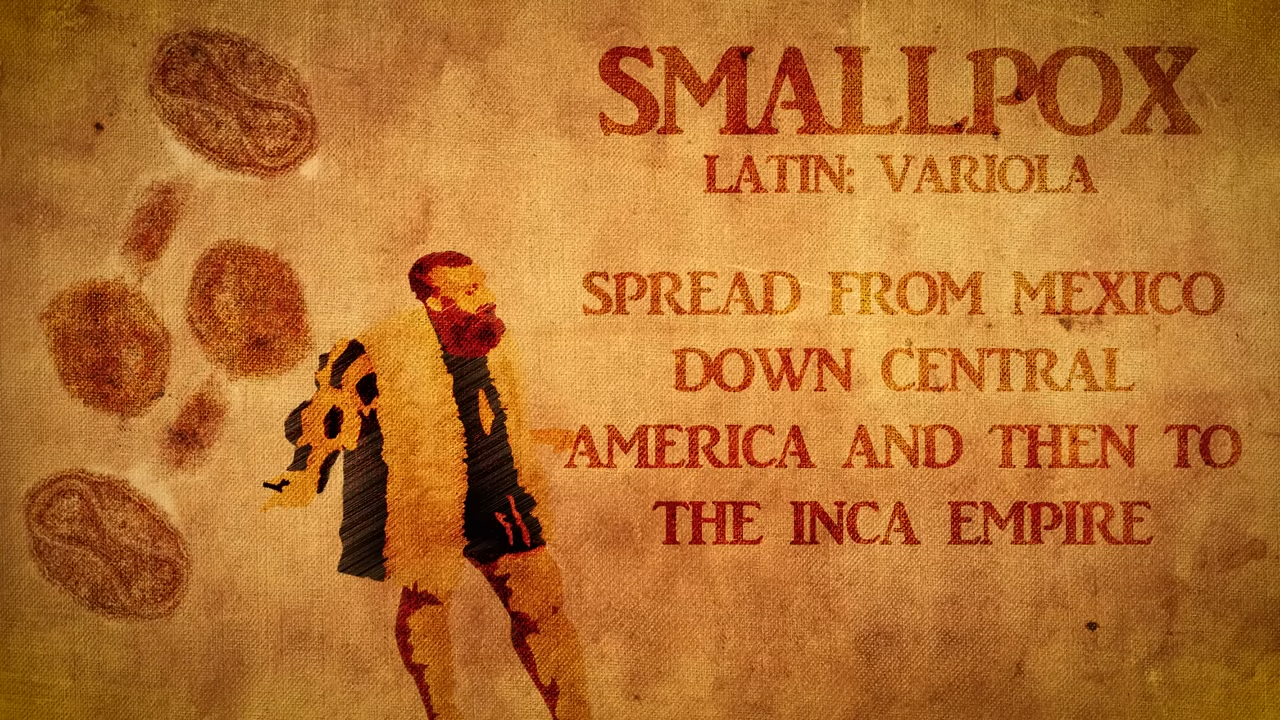 SMALLPOX
LATIN: VARIOLA
SPREAD FROM MEXICO
DOWN CENTRAL
AMERICA AND THEN TO
THE INCA EMPIRE